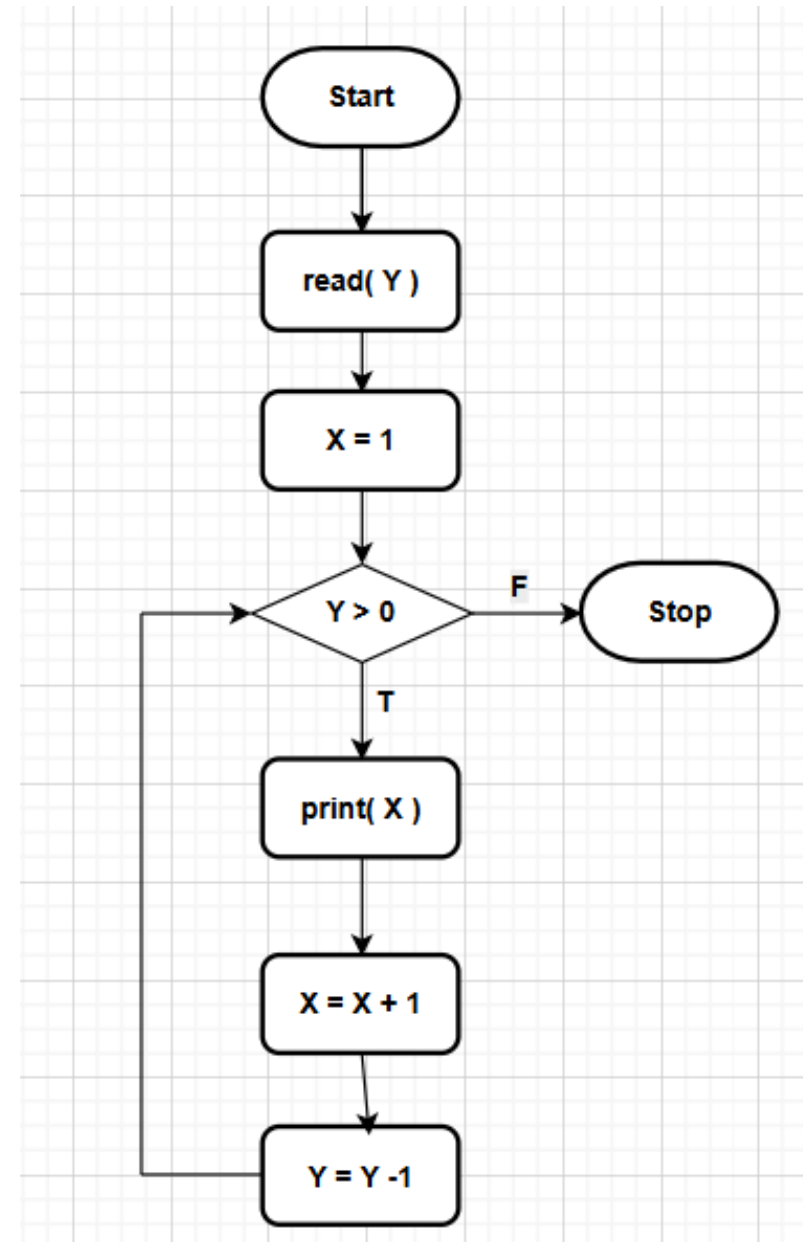 Start
read( Y )
X = 1
Y > 0
F
Stop
T
print( X )
X = X + 1
Y = Y -1